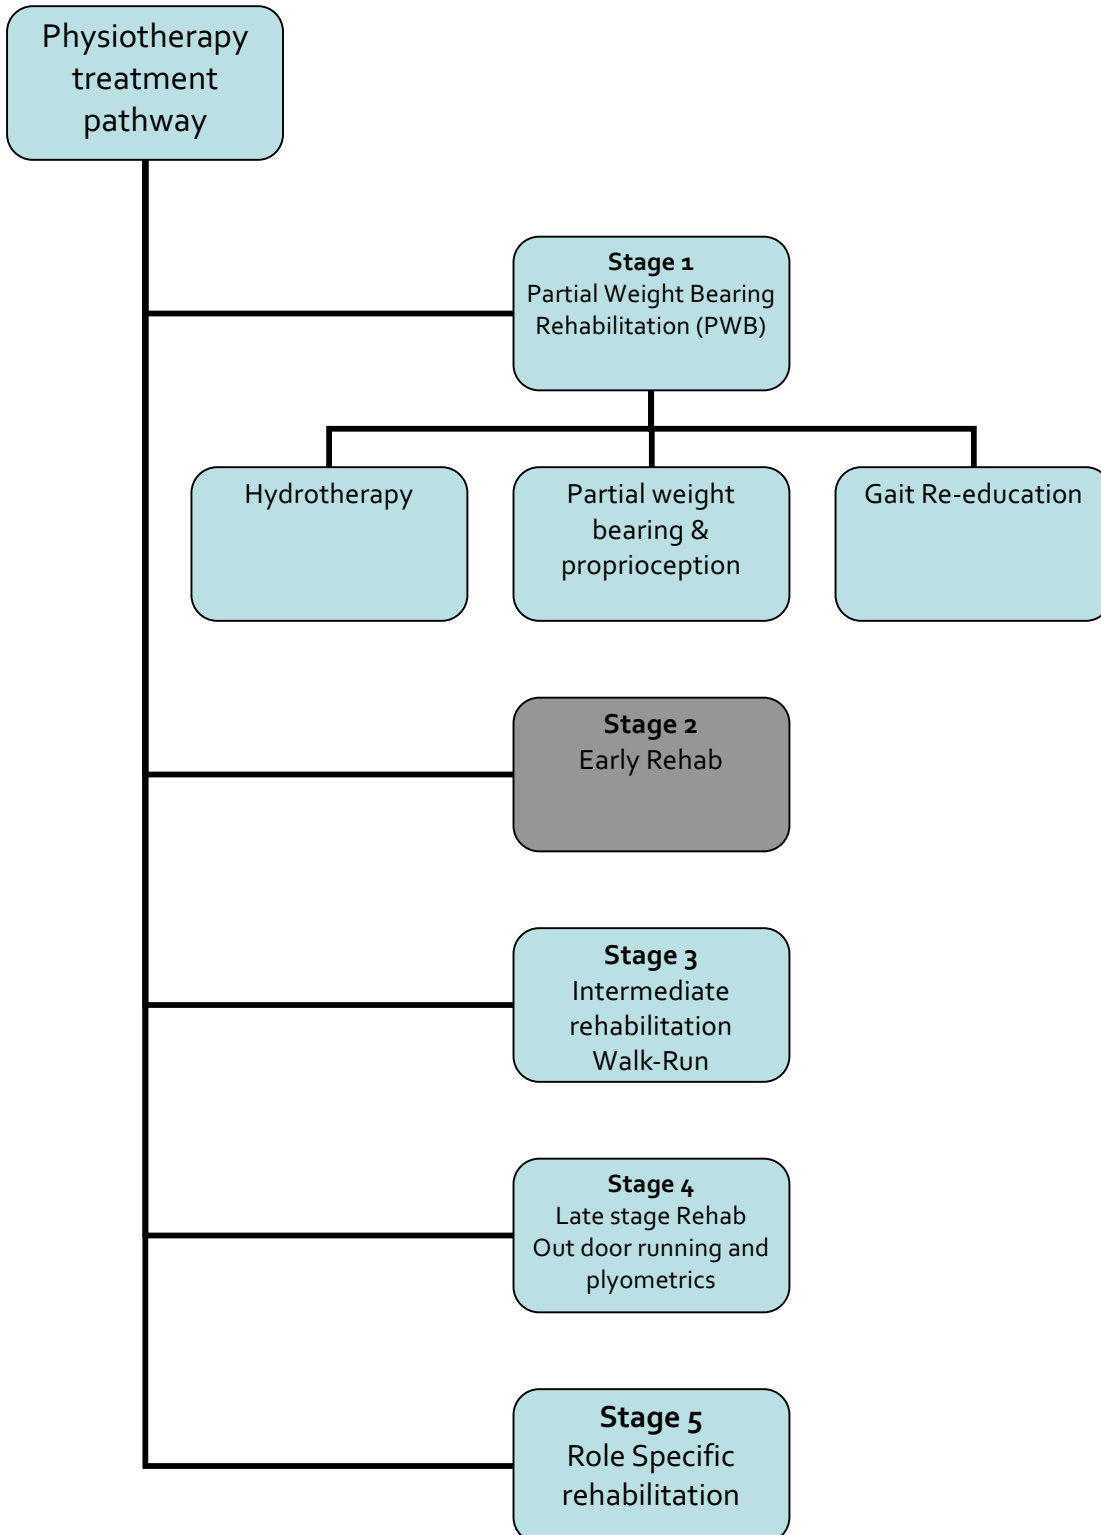 Physiotherapy
treatment
pathway
Stage 1
Partial Weight Bearing
Rehabilitation (PWB)
Hydrotherapy
Partial weight
bearing &
proprioception
Gait Re-education
Stage 2
Early Rehab
Stage 3
Intermediate
rehabilitation
Walk-Run
Stage 4
Late stage Rehab
Out door running and
plyometrics
Stage 5
Role Specific
rehabilitation